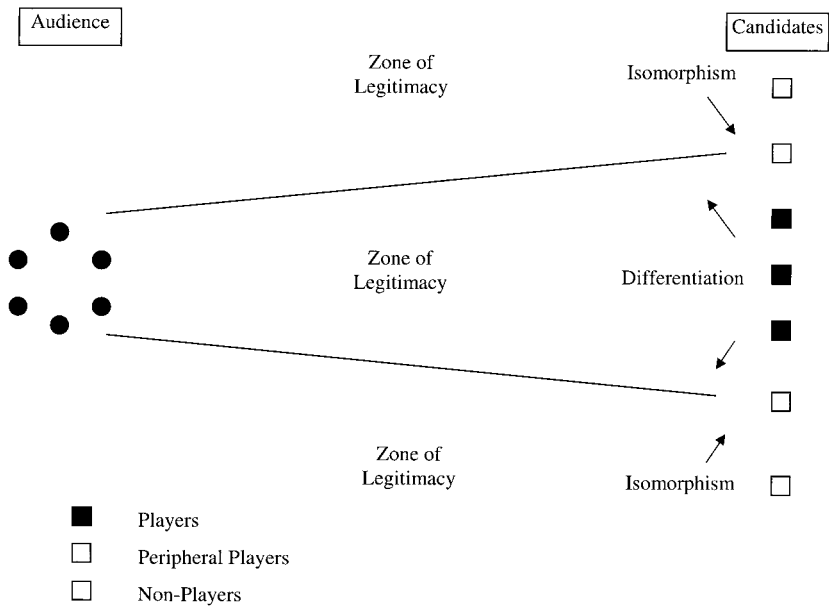 Audience
Candidates
Zone of
Legitimacy
Isomorphism
Zone of
Legitimacy
Differentiation
Zone of
Legitimacy
Isomorphism
Players
Peripheral Players
Non-Players